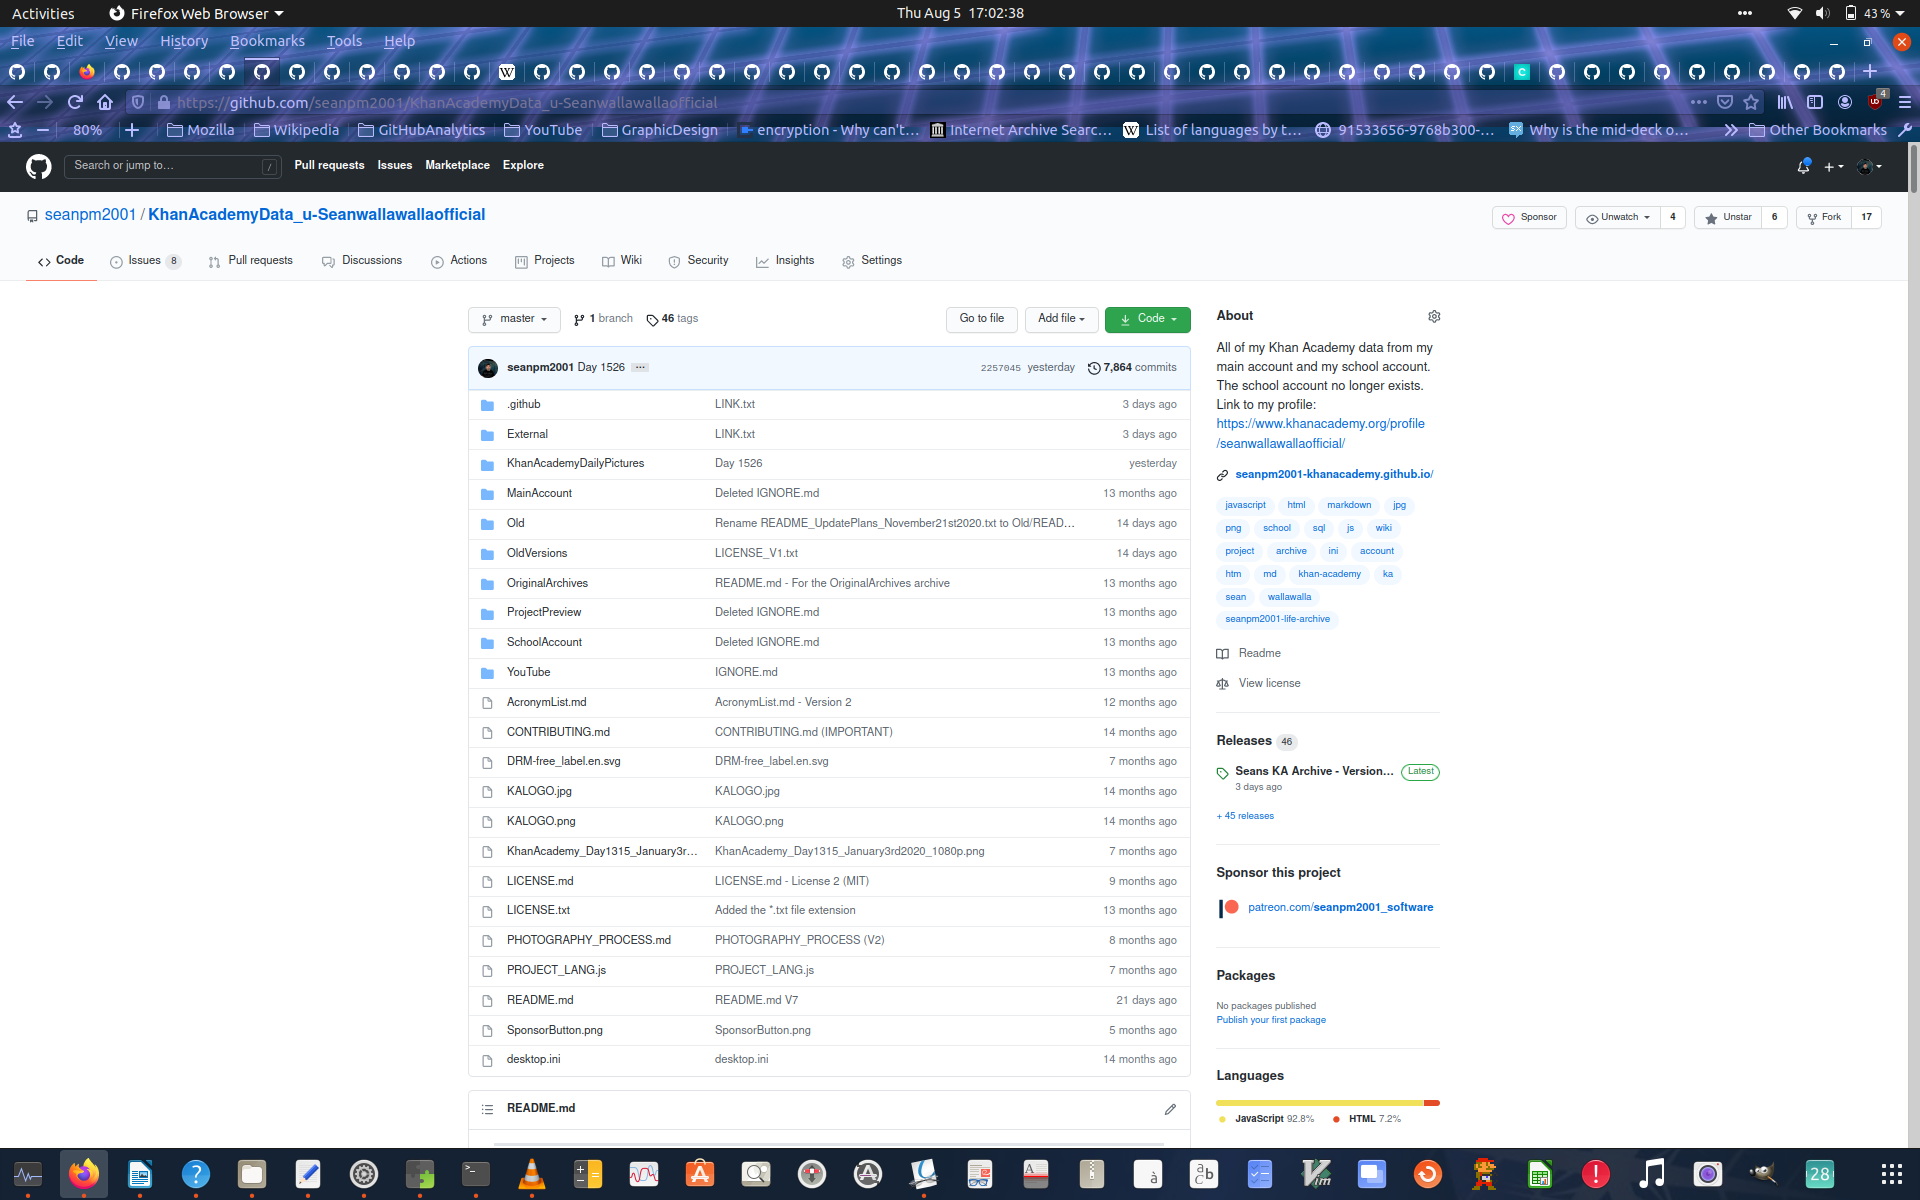 Activities Firefox Web Browser Thu Aug 5 17:02:38 43 %
File Edit View History Bookmarks Tools Help
https://github.com/seanpm2001/KhanAcademyData_u-Seanwallawallaofficial 4
80% Mozilla Wikipedia GitHubAnalytics YouTube GraphicDesign encryption - Why can't… Internet Archive Searc… List of languages by t… 91533656-9768b300-… Why is the mid-deck o… Other Bookmarks
Search or jump to… / Pull requests Issues Marketplace Explore
seanpm2001 / KhanAcademyData_u-Seanwallawallaofficial Sponsor Unwatch 4 Unstar 6 Fork 17
Code Issues 8 Pull requests Discussions Actions Projects Wiki Security Insights Settings
master 1 branch 46 tags Go to file Add file Code
seanpm2001 Day 1526 ... 2257045 yesterday 7,864 commits
.github LINK.txt 3 days ago
External LINK.txt 3 days ago
KhanAcademyDailyPictures Day 1526 yesterday
MainAccount Deleted IGNORE.md 13 months ago
Old Rename README_UpdatePlans_November21st2020.txt to Old/READ… 14 days ago
OldVersions LICENSE_V1.txt 14 days ago
OriginalArchives README.md - For the OriginalArchives archive 13 months ago
ProjectPreview Deleted IGNORE.md 13 months ago
SchoolAccount Deleted IGNORE.md 13 months ago
YouTube IGNORE.md 13 months ago
AcronymList.md AcronymList.md - Version 2 12 months ago
CONTRIBUTING.md CONTRIBUTING.md (IMPORTANT) 14 months ago
DRM-free_label.en.svg DRM-free_label.en.svg 7 months ago
KALOGO.jpg KALOGO.jpg 14 months ago
KALOGO.png KALOGO.png 14 months ago
KhanAcademy_Day1315_January3r… KhanAcademy_Day1315_January3rd2020_1080p.png 7 months ago
LICENSE.md LICENSE.md - License 2 (MIT) 9 months ago
LICENSE.txt Added the *.txt file extension 13 months ago
PHOTOGRAPHY_PROCESS.md PHOTOGRAPHY_PROCESS (V2) 8 months ago
PROJECT_LANG.js PROJECT_LANG.js 7 months ago
README.md README.md V7 21 days ago
SponsorButton.png SponsorButton.png 5 months ago
desktop.ini desktop.ini 14 months ago
README.md
About
All of my Khan Academy data from my
main account and my school account.
The school account no longer exists.
Link to my profile:
https://www.khanacademy.org/profile
/seanwallawallaofficial/
seanpm2001-khanacademy.github.io/
javascript html markdown jpg
png school sql js wiki
project archive ini account
htm md khan-academy ka
sean wallawalla
seanpm2001-life-archive
Readme
View license
Releases 46
Seans KA Archive - Version… Latest
3 days ago
+ 45 releases
Sponsor this project
patreon.com/seanpm2001_software
Packages
No packages published
Publish your first package
Languages
JavaScript 92.8% HTML 7.2%
28